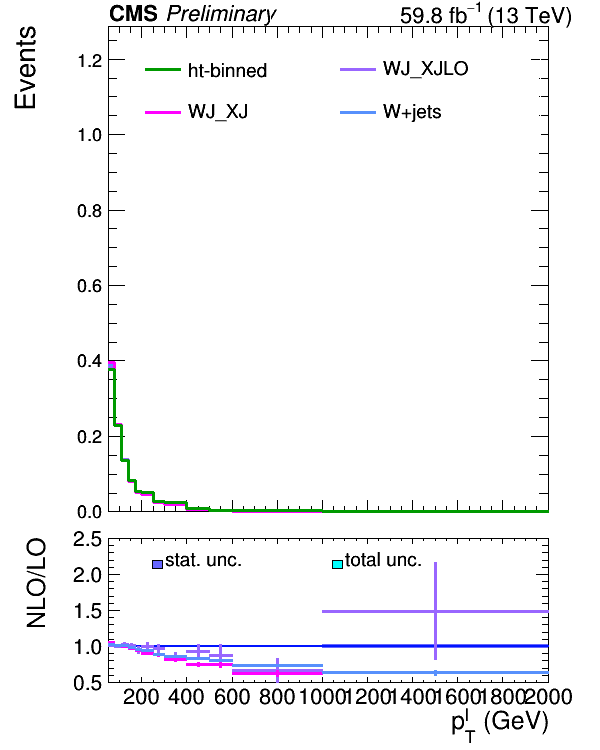 CMS Preliminary 59.8 fb⁻¹ (13 TeV)
Events
ht-binned
WJ_XJLO
WJ_XJ
W+jets
1.2
1.0
0.8
0.6
0.4
0.2
0.0
NLO/LO
stat. unc.
total unc.
2.5
2.0
1.5
1.0
0.5
200 400 600 800 1000 1200 1400 1600 1800 2000
p_T^l (GeV)